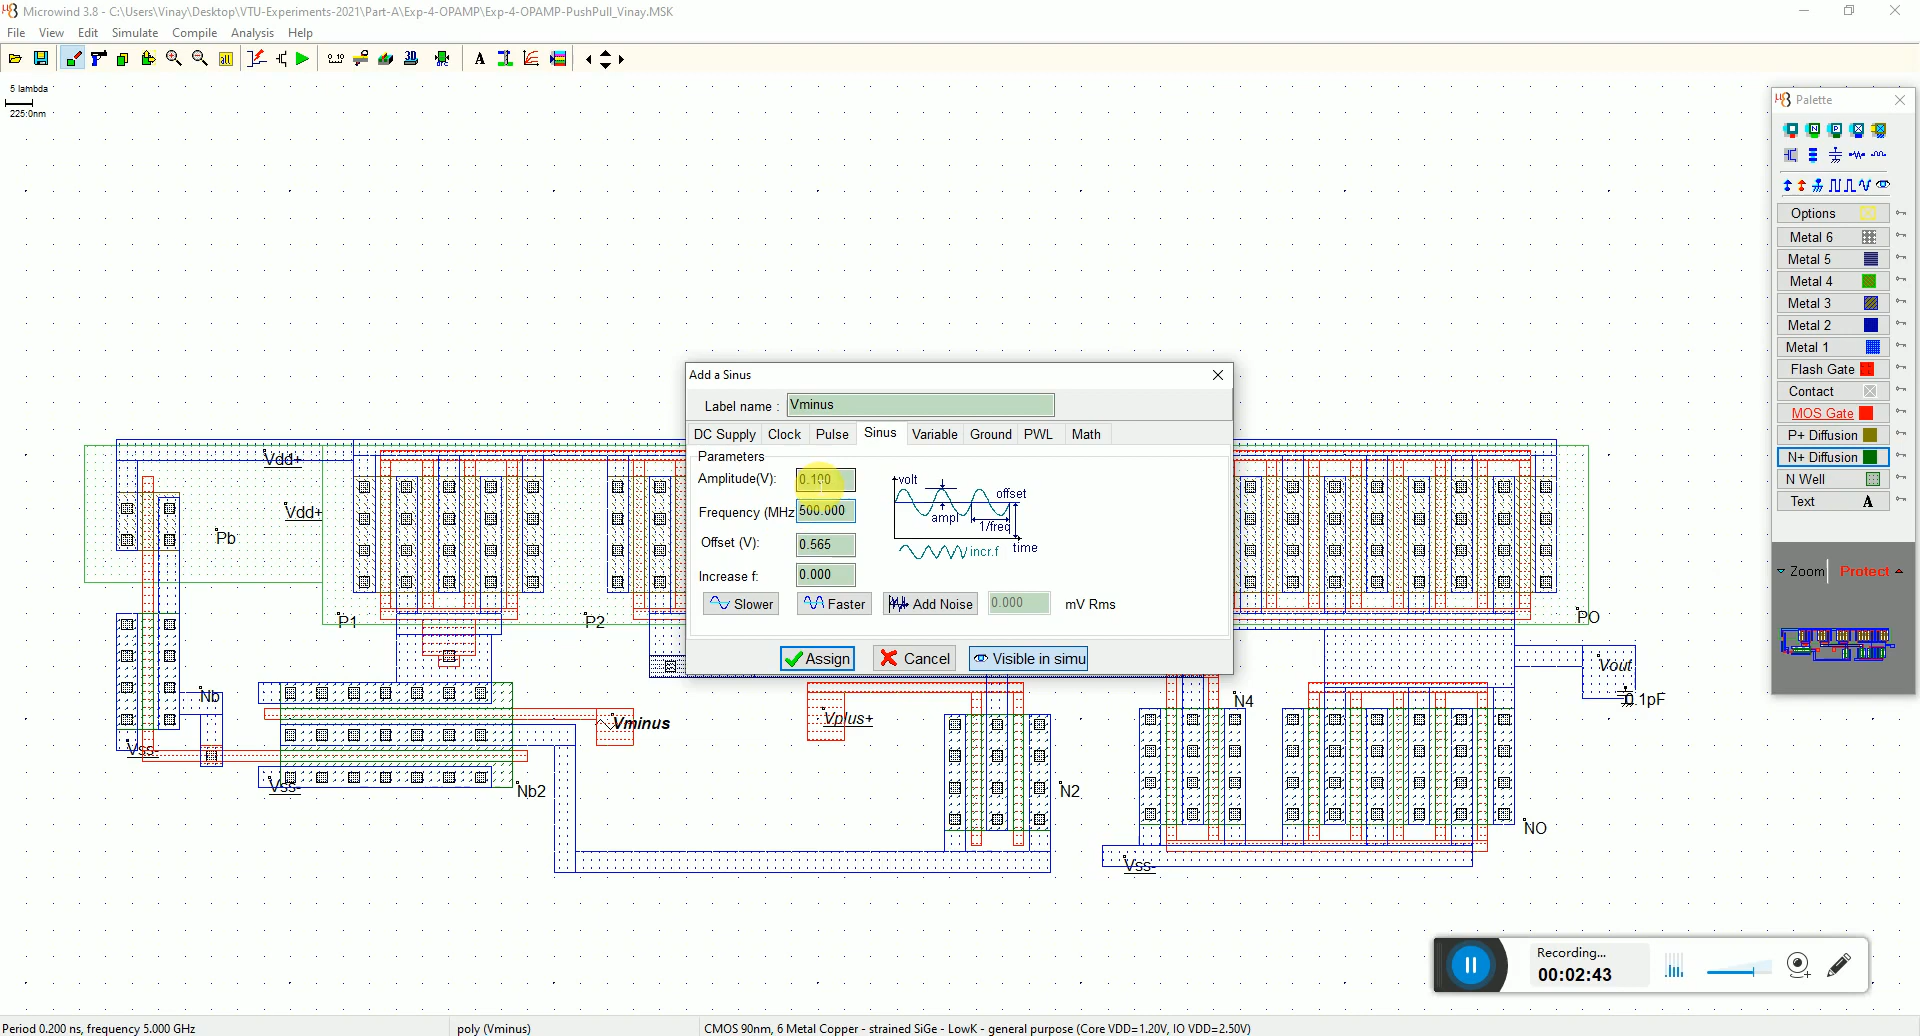 Microwind 3.8 - C:\Users\Vinay\Desktop\VTU-Experiments-2021\Part-A\Exp-4-OPAMP\Exp-4-OPAMP-PushPull_Vinay.MSK
File View Edit Simulate Compile Analysis Help
5 lambda
225.0nm
Palette
Options
Metal 6
Metal 5
Metal 4
Metal 3
Metal 2
Metal 1
Flash Gate
Contact
MOS Gate
P+ Diffusion
N+ Diffusion
N Well
Text A
Zoom Protect
Add a Sinus
Label name : Vminus
DC Supply Clock Pulse Sinus Variable Ground PWL Math
Parameters
Amplitude(V): 0.100
Frequency (MHz 500.000
Offset (V): 0.565
Increase f: 0.000
volt
offset
ampl
1/freq
time
incr.f
Slower Faster Add Noise 0.000 mV Rms
Assign Cancel Visible in simu
Vdd+
Vdd+
Pb
P1
P2
PO
Nb
Vout
0.1pF
N4
Vminus
Vplus+
Vss-
Vss-
Nb2
N2
NO
Vss-
Recording...
00:02:43
Period 0.200 ns, frequency 5.000 GHz
poly (Vminus)
CMOS 90nm, 6 Metal Copper - strained SiGe - LowK - general purpose (Core VDD=1.20V, IO VDD=2.50V)